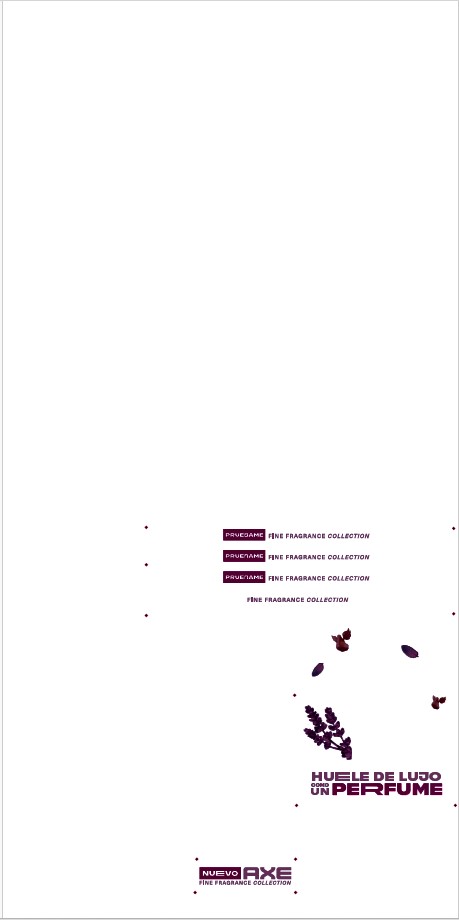 PRUEBAME FINE FRAGRANCE COLLECTION
PRUEBAME FINE FRAGRANCE COLLECTION
PRUEBAME FINE FRAGRANCE COLLECTION
FINE FRAGRANCE COLLECTION
HUELE DE LUJO
COMO UN PERFUME
NUEVO AXE
FINE FRAGRANCE COLLECTION